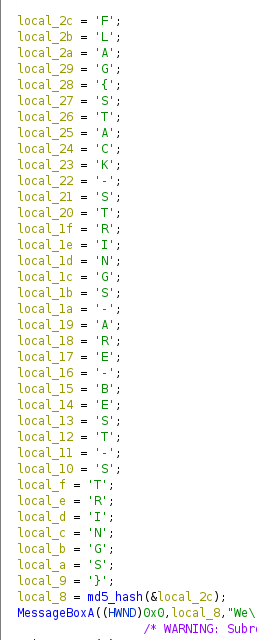 local_2c = 'F';
local_2b = 'L';
local_2a = 'A';
local_29 = 'G';
local_28 = '{';
local_27 = 'S';
local_26 = 'T';
local_25 = 'A';
local_24 = 'C';
local_23 = 'K';
local_22 = '-';
local_21 = 'S';
local_20 = 'T';
local_1f = 'R';
local_1e = 'I';
local_1d = 'N';
local_1c = 'G';
local_1b = 'S';
local_1a = '-';
local_19 = 'A';
local_18 = 'R';
local_17 = 'E';
local_16 = '-';
local_15 = 'B';
local_14 = 'E';
local_13 = 'S';
local_12 = 'T';
local_11 = '-';
local_10 = 'S';
local_f = 'T';
local_e = 'R';
local_d = 'I';
local_c = 'N';
local_b = 'G';
local_a = 'S';
local_9 = '}';
local_8 = md5_hash(&local_2c);
MessageBoxA((HWND)0x0,local_8,"We\
/* WARNING: Subro